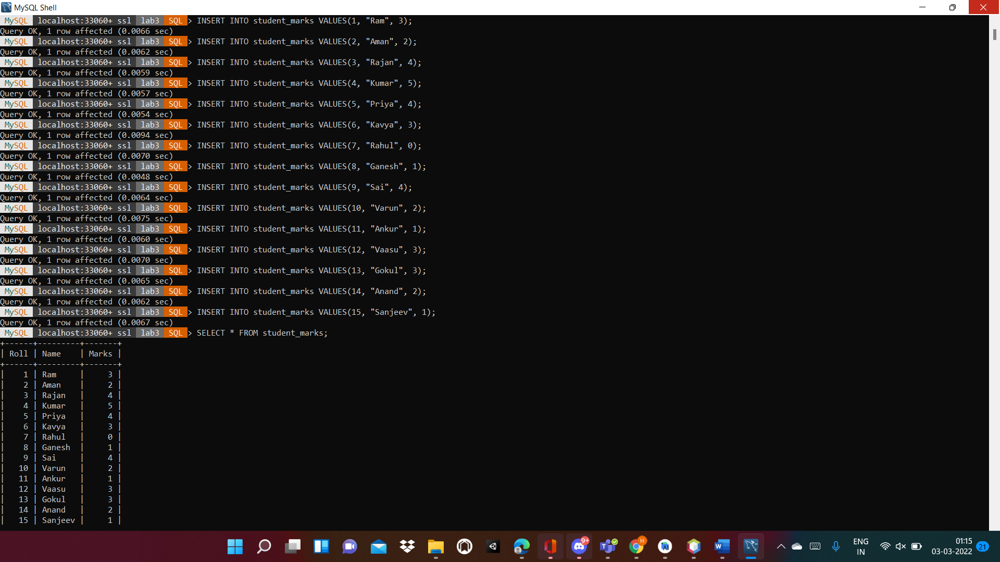 MySQL Shell
MySQL localhost:33060+ ssl lab3 SQL > INSERT INTO student_marks VALUES(1, "Ram", 3);
Query OK, 1 row affected (0.0066 sec)
MySQL localhost:33060+ ssl lab3 SQL > INSERT INTO student_marks VALUES(2, "Aman", 2);
Query OK, 1 row affected (0.0062 sec)
MySQL localhost:33060+ ssl lab3 SQL > INSERT INTO student_marks VALUES(3, "Rajan", 4);
Query OK, 1 row affected (0.0059 sec)
MySQL localhost:33060+ ssl lab3 SQL > INSERT INTO student_marks VALUES(4, "Kumar", 5);
Query OK, 1 row affected (0.0057 sec)
MySQL localhost:33060+ ssl lab3 SQL > INSERT INTO student_marks VALUES(5, "Priya", 4);
Query OK, 1 row affected (0.0054 sec)
MySQL localhost:33060+ ssl lab3 SQL > INSERT INTO student_marks VALUES(6, "Kavya", 3);
Query OK, 1 row affected (0.0094 sec)
MySQL localhost:33060+ ssl lab3 SQL > INSERT INTO student_marks VALUES(7, "Rahul", 0);
Query OK, 1 row affected (0.0070 sec)
MySQL localhost:33060+ ssl lab3 SQL > INSERT INTO student_marks VALUES(8, "Ganesh", 1);
Query OK, 1 row affected (0.0048 sec)
MySQL localhost:33060+ ssl lab3 SQL > INSERT INTO student_marks VALUES(9, "Sai", 4);
Query OK, 1 row affected (0.0064 sec)
MySQL localhost:33060+ ssl lab3 SQL > INSERT INTO student_marks VALUES(10, "Varun", 2);
Query OK, 1 row affected (0.0075 sec)
MySQL localhost:33060+ ssl lab3 SQL > INSERT INTO student_marks VALUES(11, "Ankur", 1);
Query OK, 1 row affected (0.0060 sec)
MySQL localhost:33060+ ssl lab3 SQL > INSERT INTO student_marks VALUES(12, "Vaasu", 3);
Query OK, 1 row affected (0.0070 sec)
MySQL localhost:33060+ ssl lab3 SQL > INSERT INTO student_marks VALUES(13, "Gokul", 3);
Query OK, 1 row affected (0.0065 sec)
MySQL localhost:33060+ ssl lab3 SQL > INSERT INTO student_marks VALUES(14, "Anand", 2);
Query OK, 1 row affected (0.0062 sec)
MySQL localhost:33060+ ssl lab3 SQL > INSERT INTO student_marks VALUES(15, "Sanjeev", 1);
Query OK, 1 row affected (0.0067 sec)
MySQL localhost:33060+ ssl lab3 SQL > SELECT * FROM student_marks;
+------+---------+-------+
| Roll | Name    | Marks |
+------+---------+-------+
|    1 | Ram     |     3 |
|    2 | Aman    |     2 |
|    3 | Rajan   |     4 |
|    4 | Kumar   |     5 |
|    5 | Priya   |     4 |
|    6 | Kavya   |     3 |
|    7 | Rahul   |     0 |
|    8 | Ganesh  |     1 |
|    9 | Sai     |     4 |
|   10 | Varun   |     2 |
|   11 | Ankur   |     1 |
|   12 | Vaasu   |     3 |
|   13 | Gokul   |     3 |
|   14 | Anand   |     2 |
|   15 | Sanjeev |     1 |
9+
H
ENG
IN
01:15
03-03-2022
21